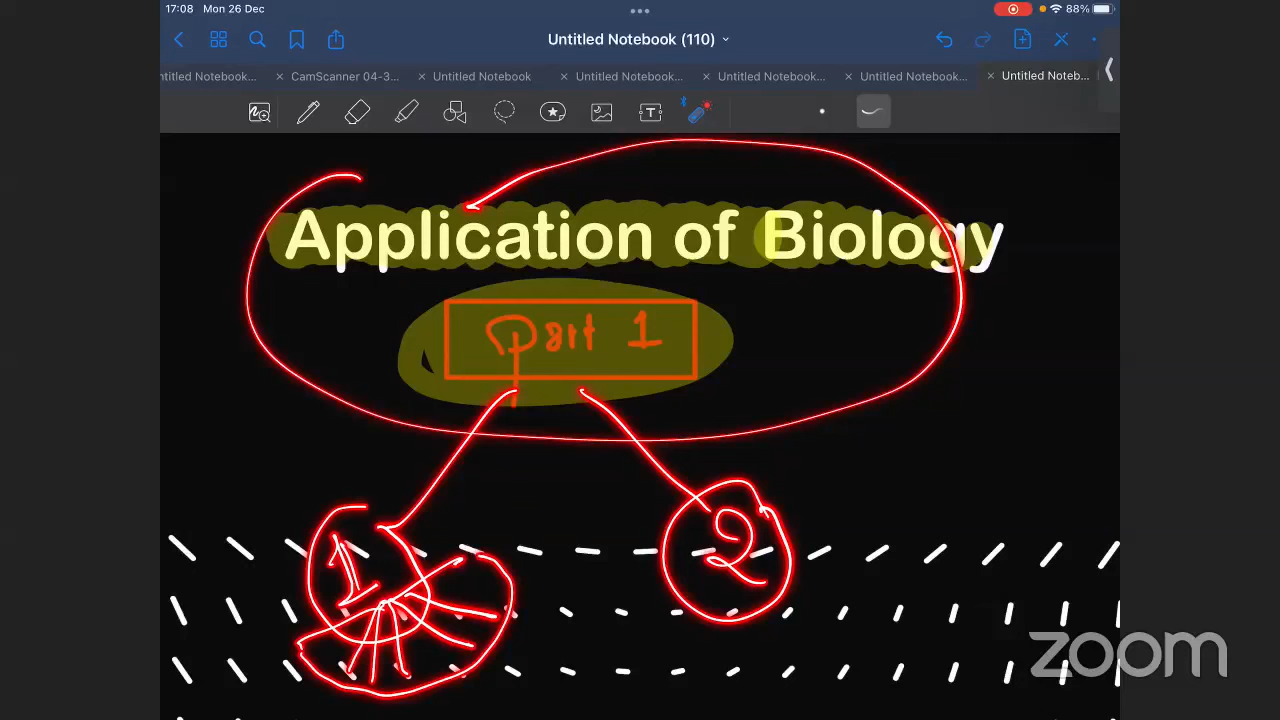 17:08 Mon 26 Dec
88%
Untitled Notebook (110)
ntitled Notebook...
CamScanner 04-3...
Untitled Notebook
Untitled Notebook...
Untitled Notebook...
Untitled Notebook...
Untitled Noteb...
T
Application of Biology
Part 1
1
2
zoom